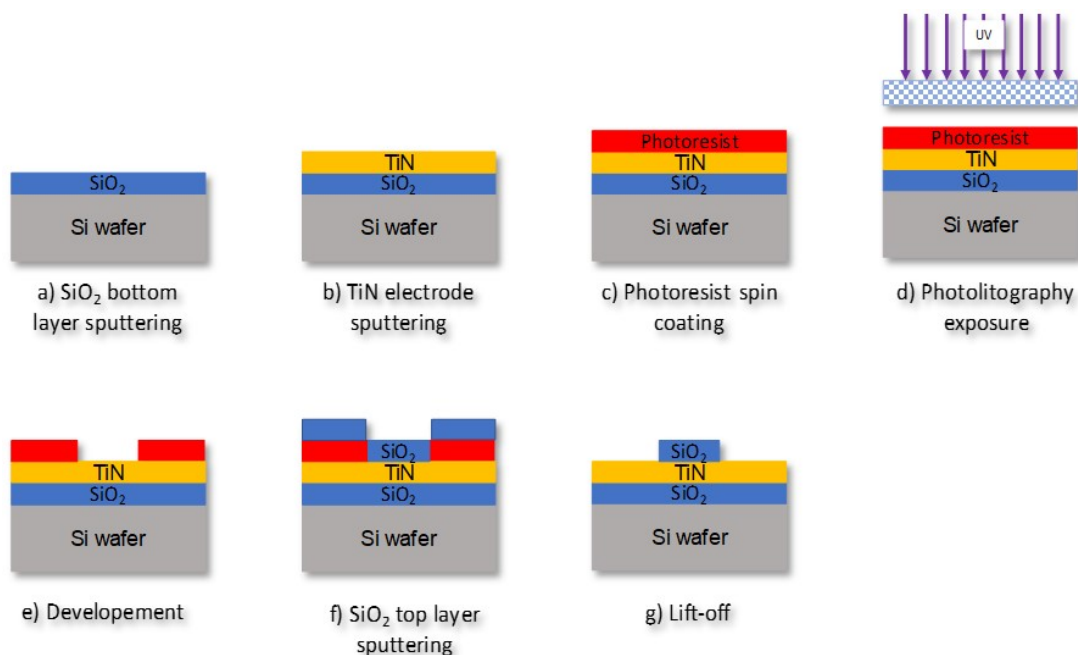 UV
SiO₂
Si wafer
a) SiO₂ bottom
layer sputtering
TiN
SiO₂
Si wafer
b) TiN electrode
sputtering
Photoresist
TiN
SiO₂
Si wafer
c) Photoresist spin
coating
Photoresist
TiN
SiO₂
Si wafer
d) Photolitography
exposure
TiN
SiO₂
Si wafer
e) Developement
SiO₂
TiN
SiO₂
Si wafer
f) SiO₂ top layer
sputtering
SiO₂
TiN
SiO₂
Si wafer
g) Lift-off